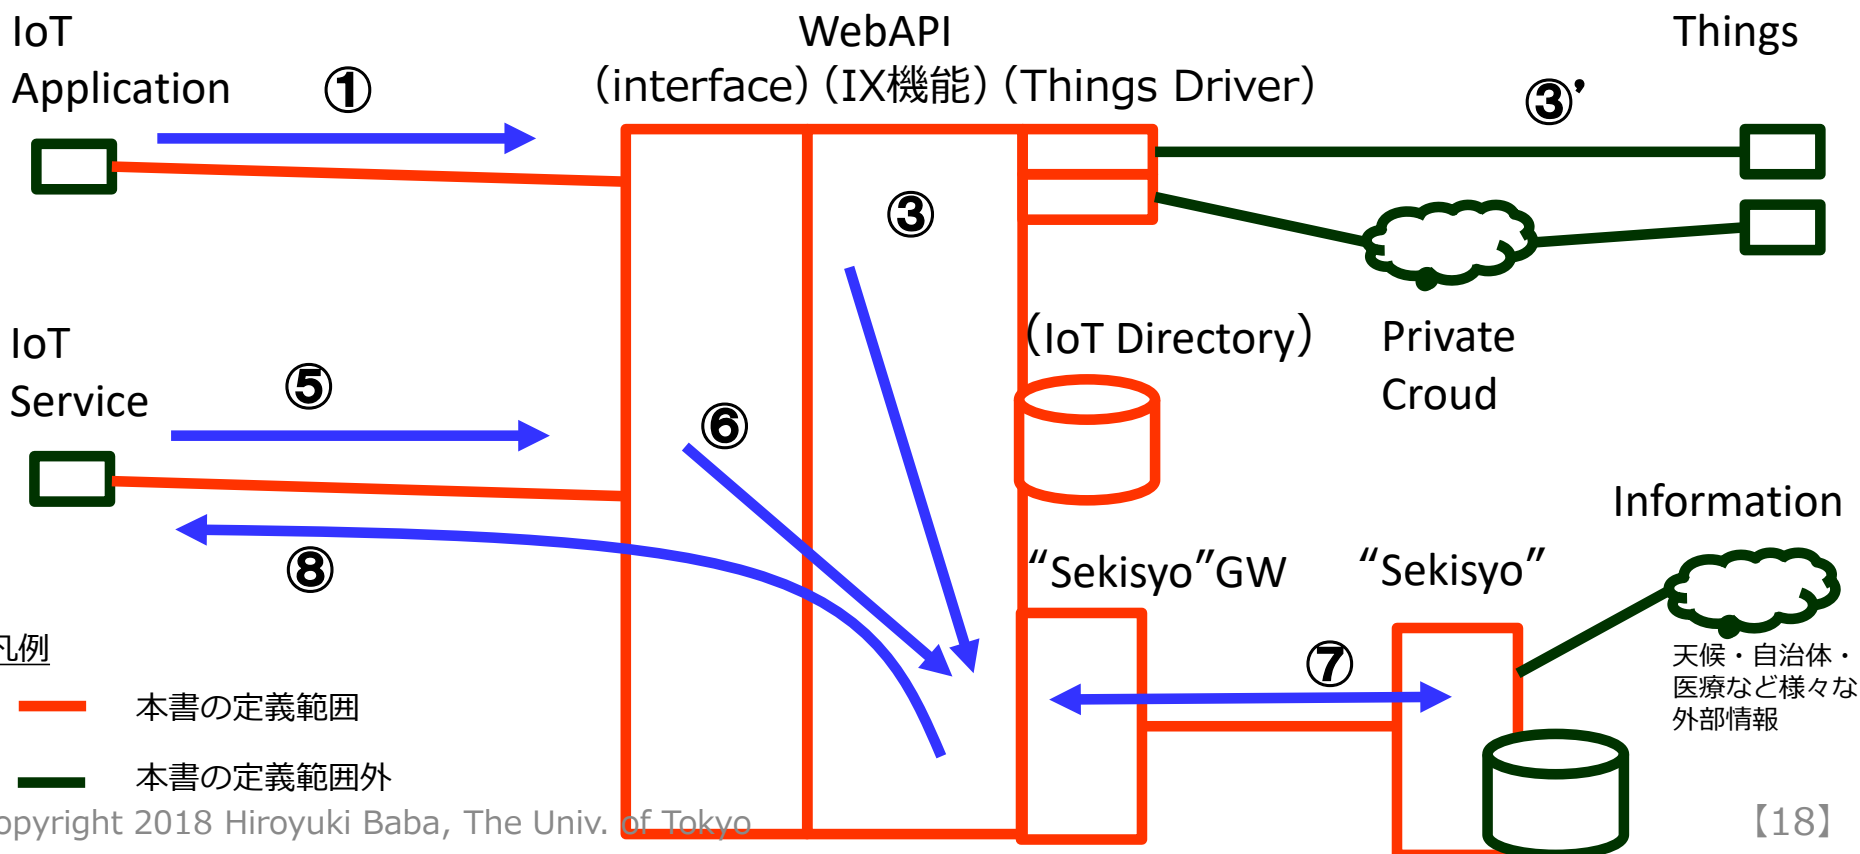 IoT
Application
①
WebAPI
（interface）（IX機能）（Things Driver）
Things
③’
③
IoT
Service
⑤
⑥
（IoT Directory）
Private
Croud
⑧
“Sekisyo”GW
“Sekisyo”
Information
⑦
天候・自治体・
医療など様々な
外部情報
凡例
本書の定義範囲
本書の定義範囲外
opyright 2018 Hiroyuki Baba, The Univ. of Tokyo
【18】